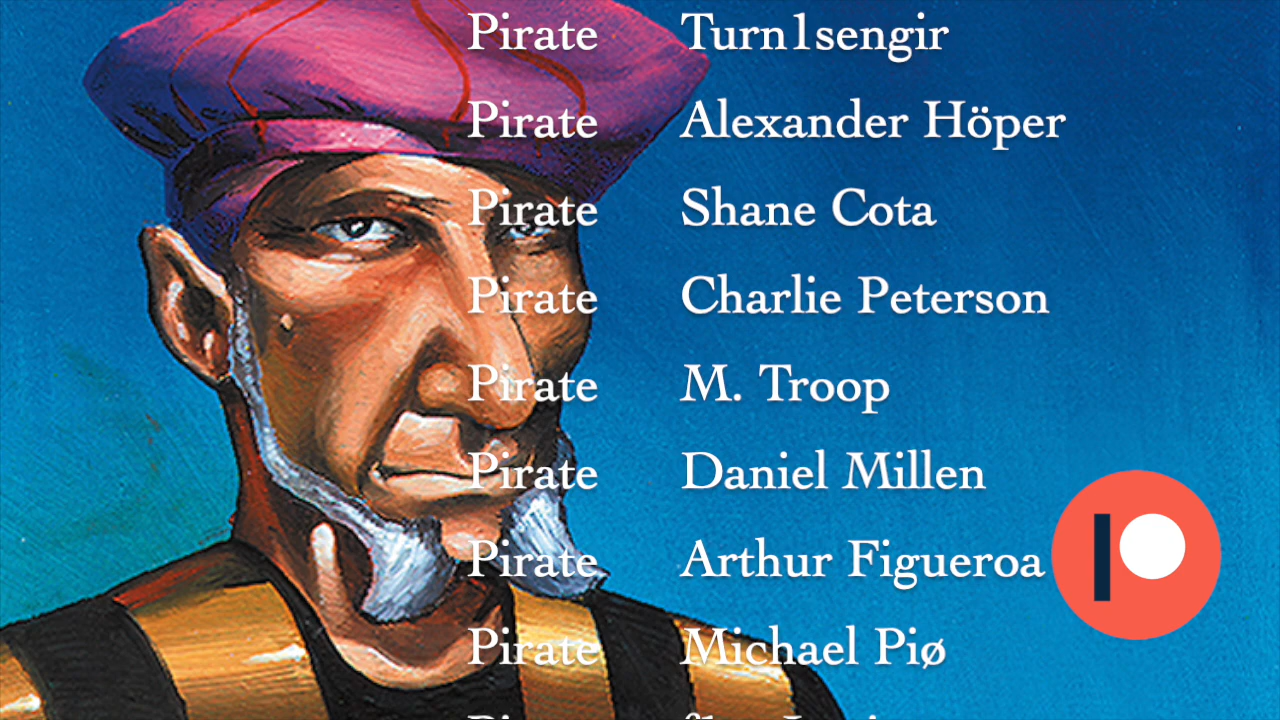 Pirate Turn1sengir
Pirate Alexander Höper
Pirate Shane Cota
Pirate Charlie Peterson
Pirate M. Troop
Pirate Daniel Millen
Pirate Arthur Figueroa
Pirate Michael Piø